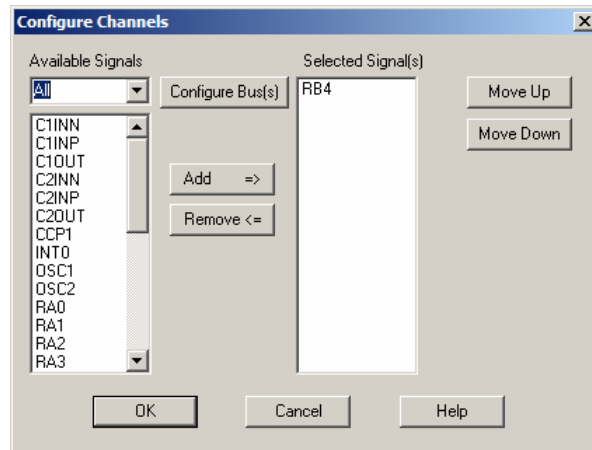 Configure Channels
Available Signals
All
Configure Bus(s)
C1INN
C1INP
C1OUT
C2INN
C2INP
C2OUT
CCP1
INT0
OSC1
OSC2
RA0
RA1
RA2
RA3
Add =>
Remove <=
Selected Signal(s)
RB4
Move Up
Move Down
OK
Cancel
Help